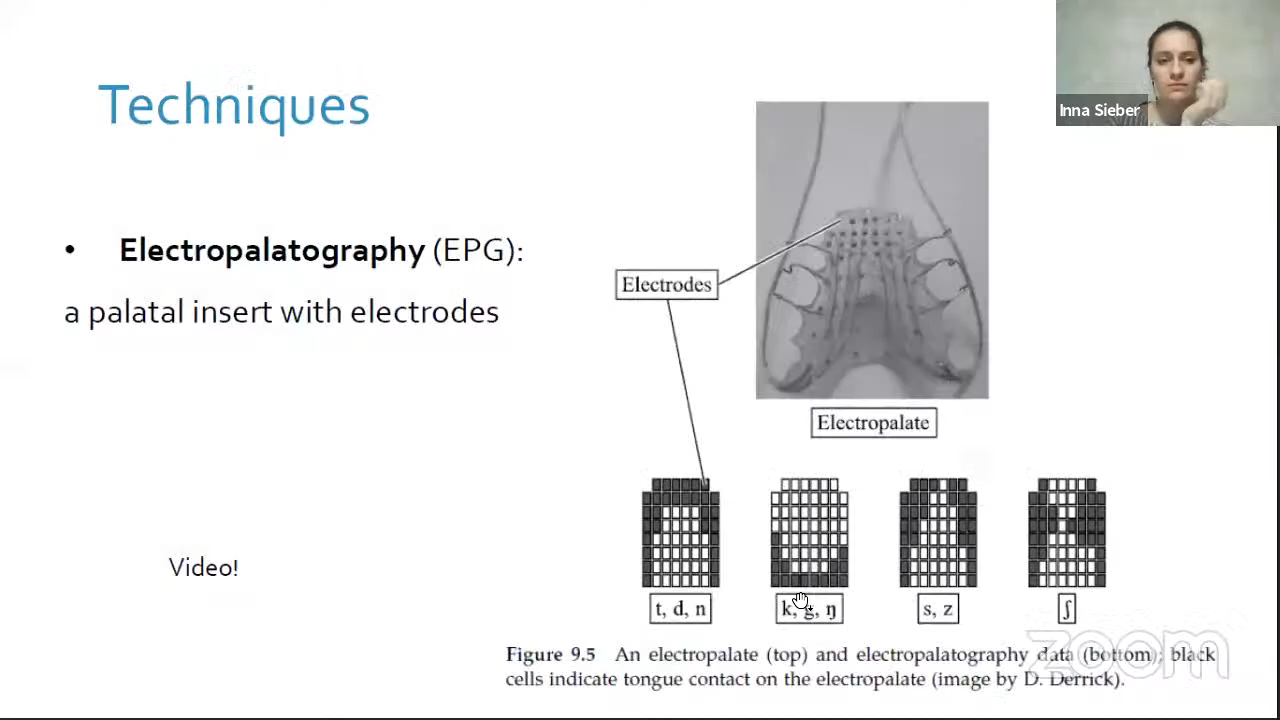 Techniques
Inna Sieber
• Electropalatography (EPG):
a palatal insert with electrodes
Electrodes
Electropalate
Video!
t, d, n
k, g, ŋ
s, z
ʃ
Figure 9.5 An electropalate (top) and electropalatography data (bottom); black
cells indicate tongue contact on the electropalate (image by D. Derrick).
zoom